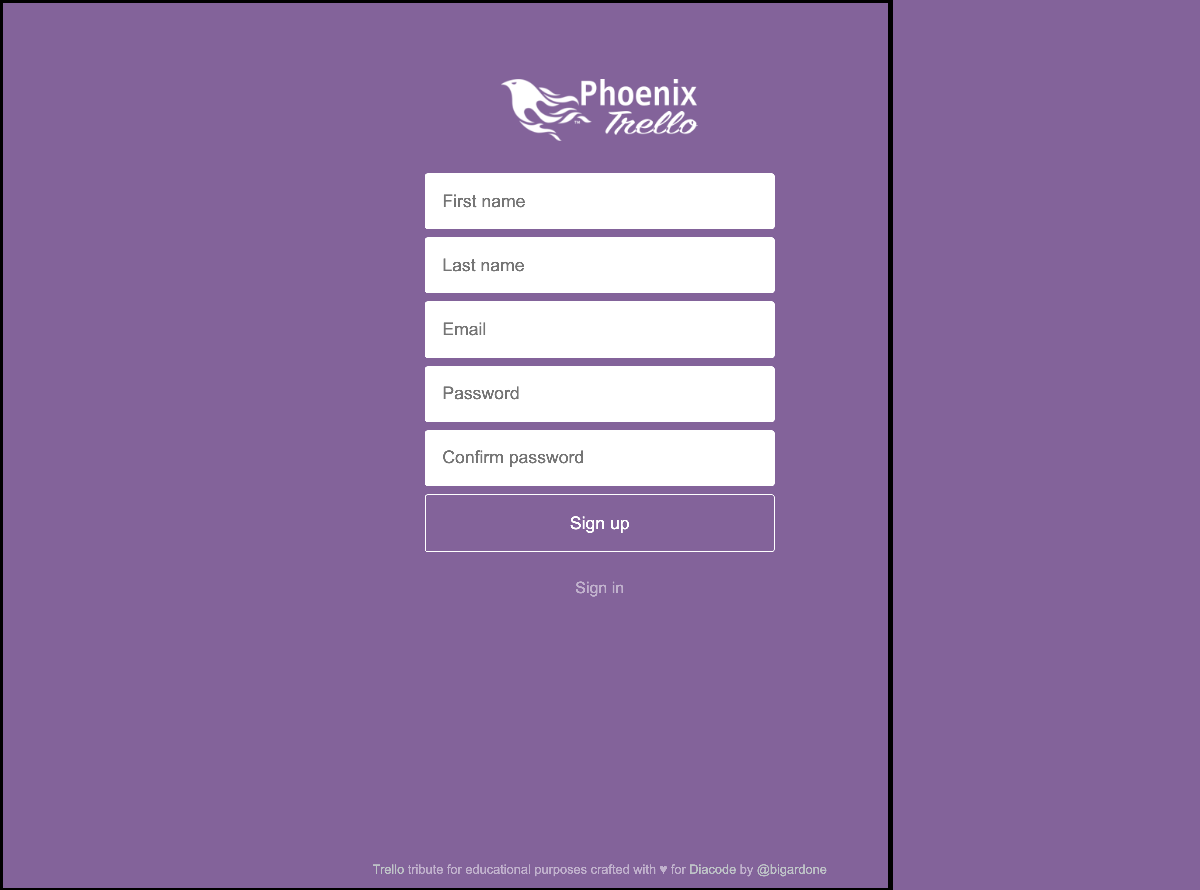 Phoenix
Trello
™
First name
Last name
Email
Password
Confirm password
Sign up
Sign in
Trello tribute for educational purposes crafted with ♥ for Diacode by @bigardone